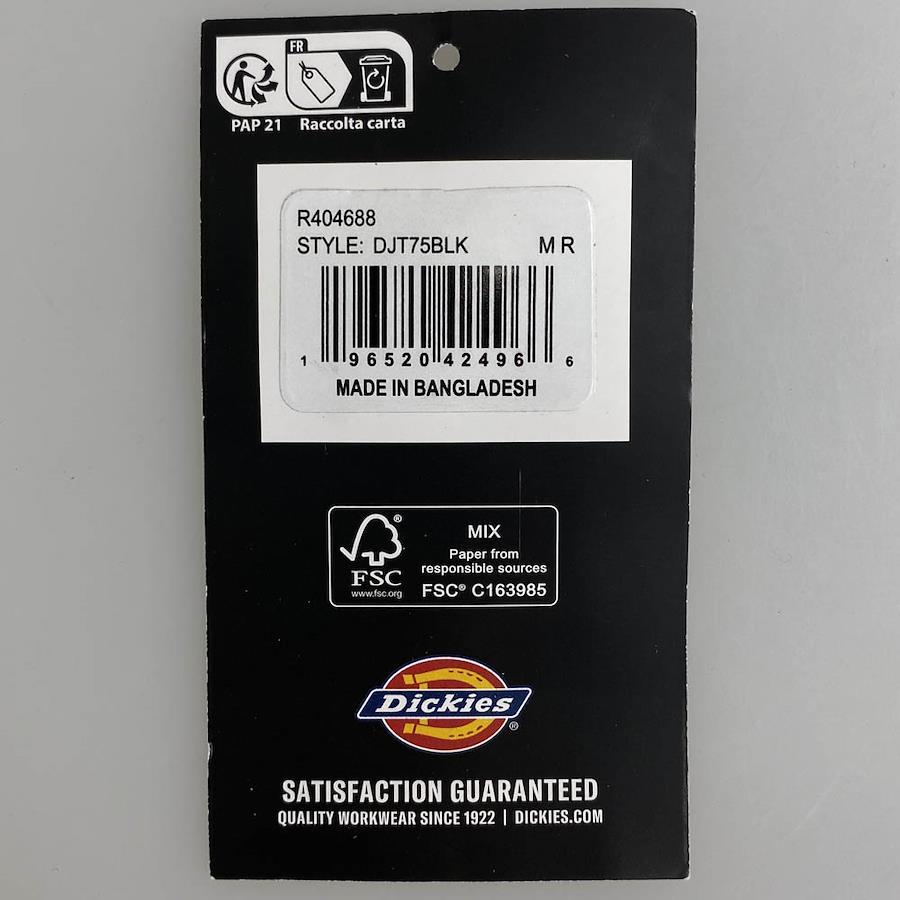 FR
PAP 21 Raccolta carta
R404688
STYLE: DJT75BLK M R
1 96520 42496 6
MADE IN BANGLADESH
®
FSC
www.fsc.org
MIX
Paper from
responsible sources
FSC® C163985
Dickies®
SATISFACTION GUARANTEED
QUALITY WORKWEAR SINCE 1922 | DICKIES.COM